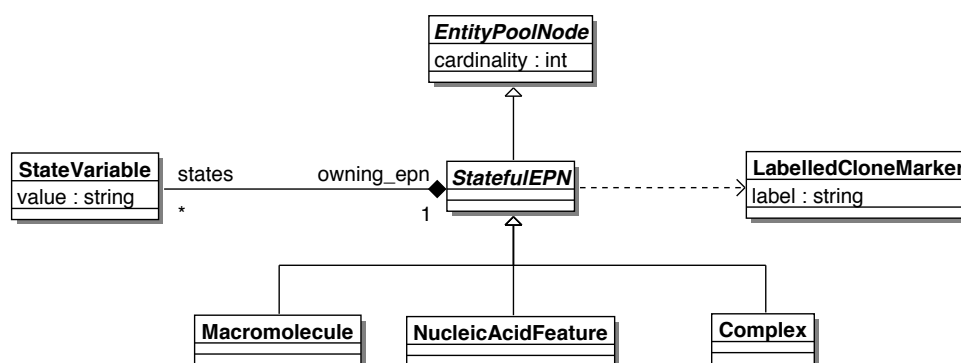 EntityPoolNode
cardinality : int
StateVariable
value : string
states
*
owning_epn
1
StatefulEPN
LabelledCloneMarker
label : string
Macromolecule
NucleicAcidFeature
Complex